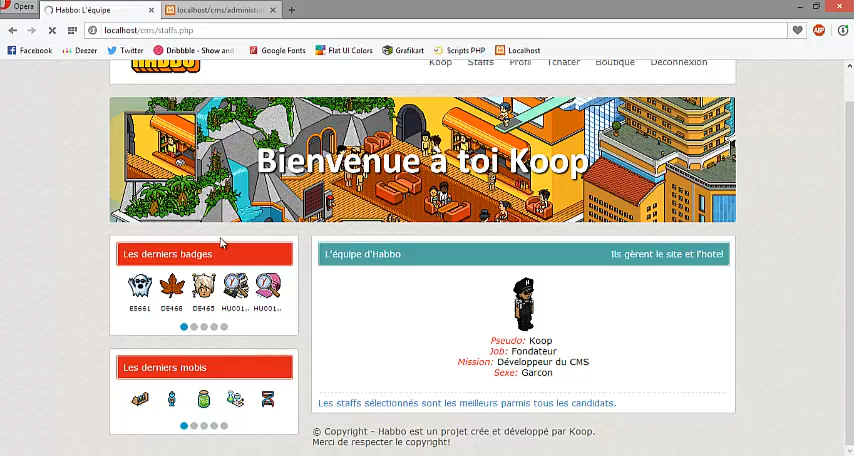 Opera
Habbo: L'équipe
localhost/cms/administrat
localhost/cms/staffs.php
Facebook
Deezer
Twitter
Dribbble - Show and
Google Fonts
Flat UI Colors
Grafikart
Scripts PHP
Localhost
HABBO
Koop
Staffs
Profil
Tchater
Boutique
Déconnexion
Bienvenue à toi Koop
Les derniers badges
ES661
DE468
DE465
HU001..
HU001..
Les derniers mobis
L'équipe d'Habbo
Ils gèrent le site et l'hotel
Pseudo: Koop
Job: Fondateur
Mission: Développeur du CMS
Sexe: Garcon
Les staffs sélectionnés sont les meilleurs parmis tous les candidats.
© Copyright - Habbo est un projet crée et développé par Koop.
Merci de respecter le copyright!